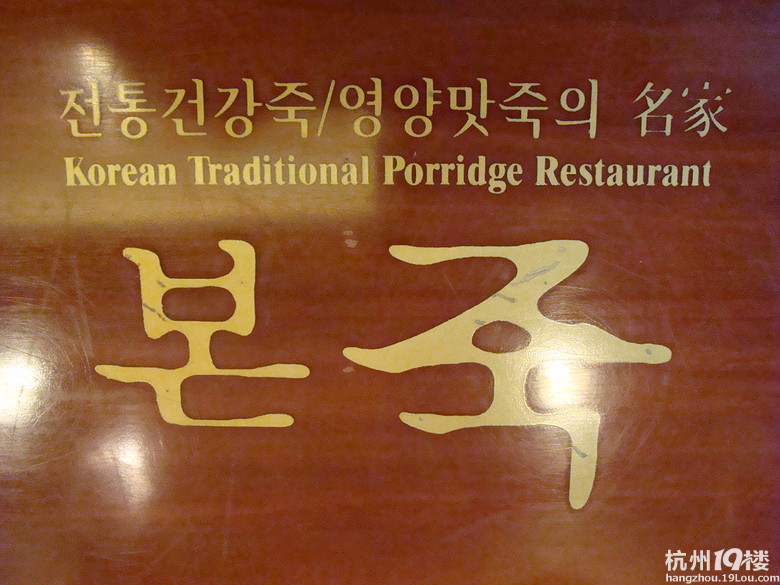 전통건강죽/영양맛죽의 名家
Korean Traditional Porridge Restaurant
본죽
杭州19楼
hangzhou.19Lou.com